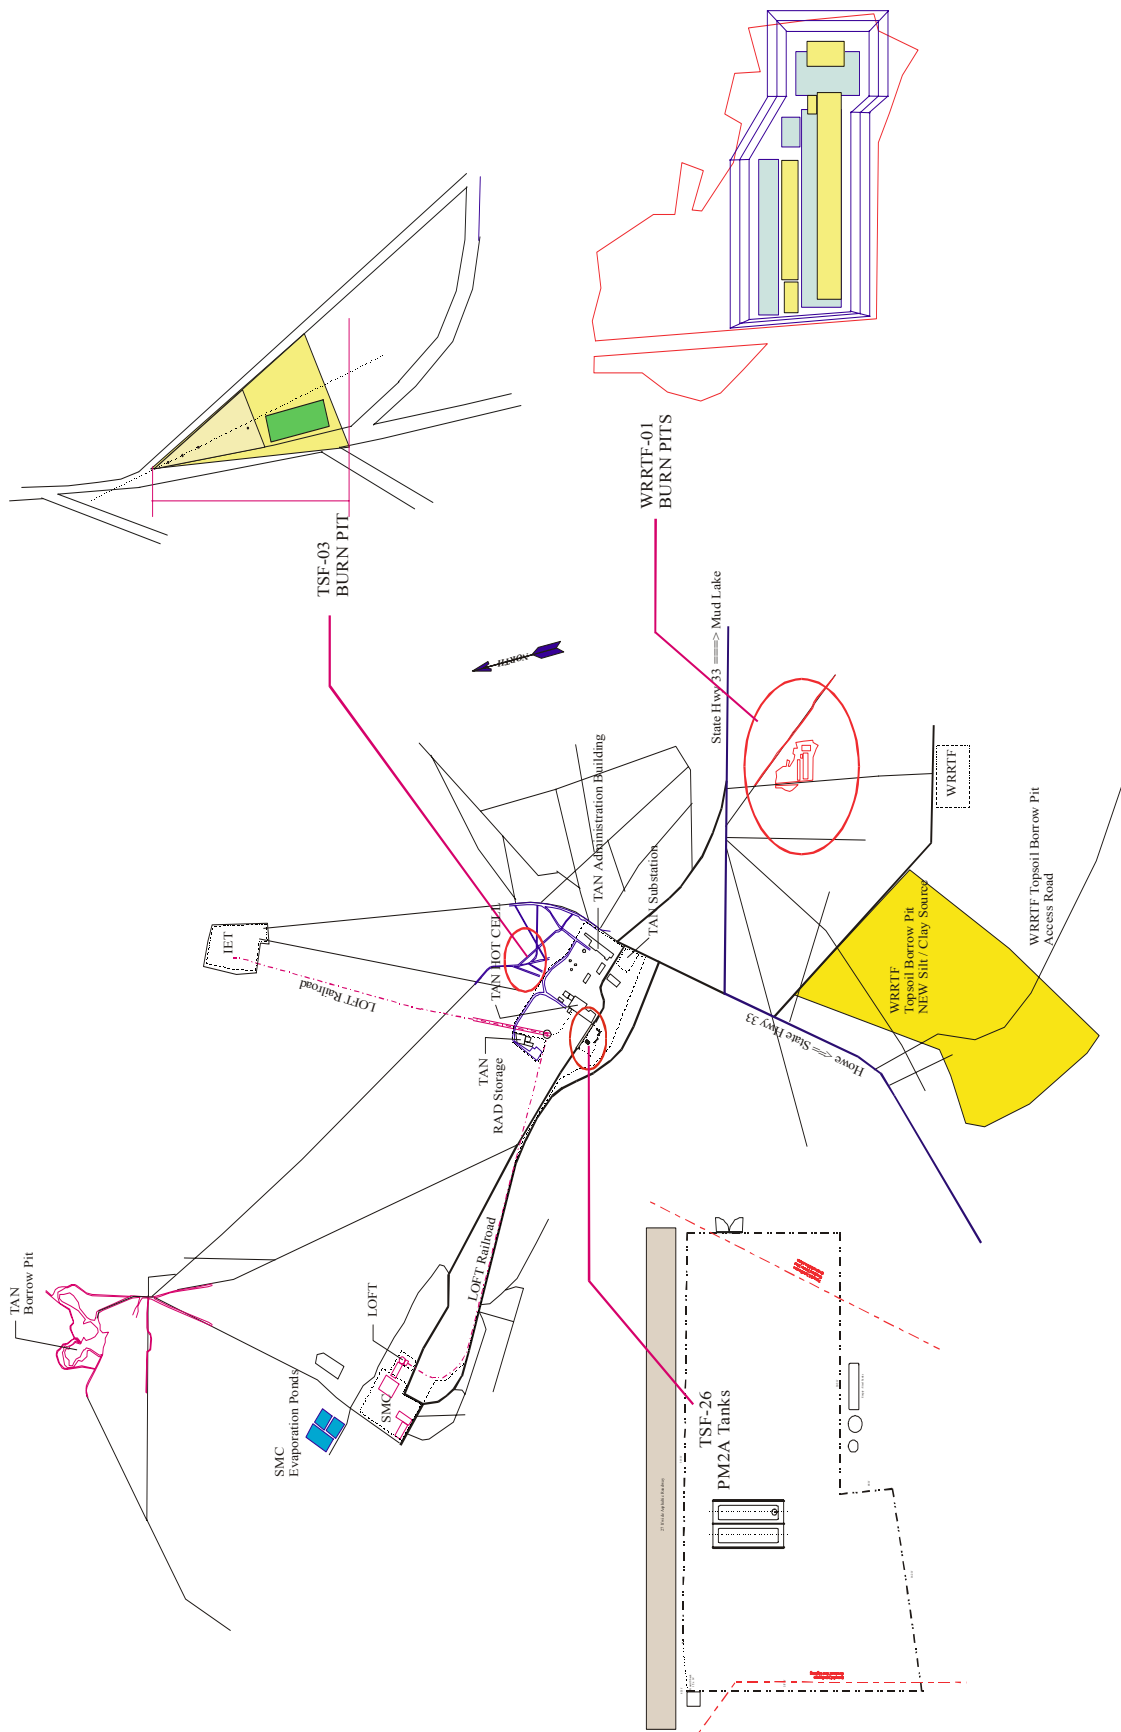 TAN
Borrow Pit
SMC
Evaporation Ponds
SMC
LOFT
LOFT Railroad
IET
LOFT Railroad
TAN
RAD Storage
TAN HOT CELL
TSF-03
BURN PIT
NORTH
TAN Administration Building
TAN Substation
WRRTF-01
BURN PITS
State Hwy 33 ====> Mud Lake
WRRTF
WRRTF Topsoil Borrow Pit
Access Road
WRRTF
Topsoil Borrow Pit
NEW Silt / Clay Source
Howe <== State Hwy 33
TSF-26
PM2A Tanks